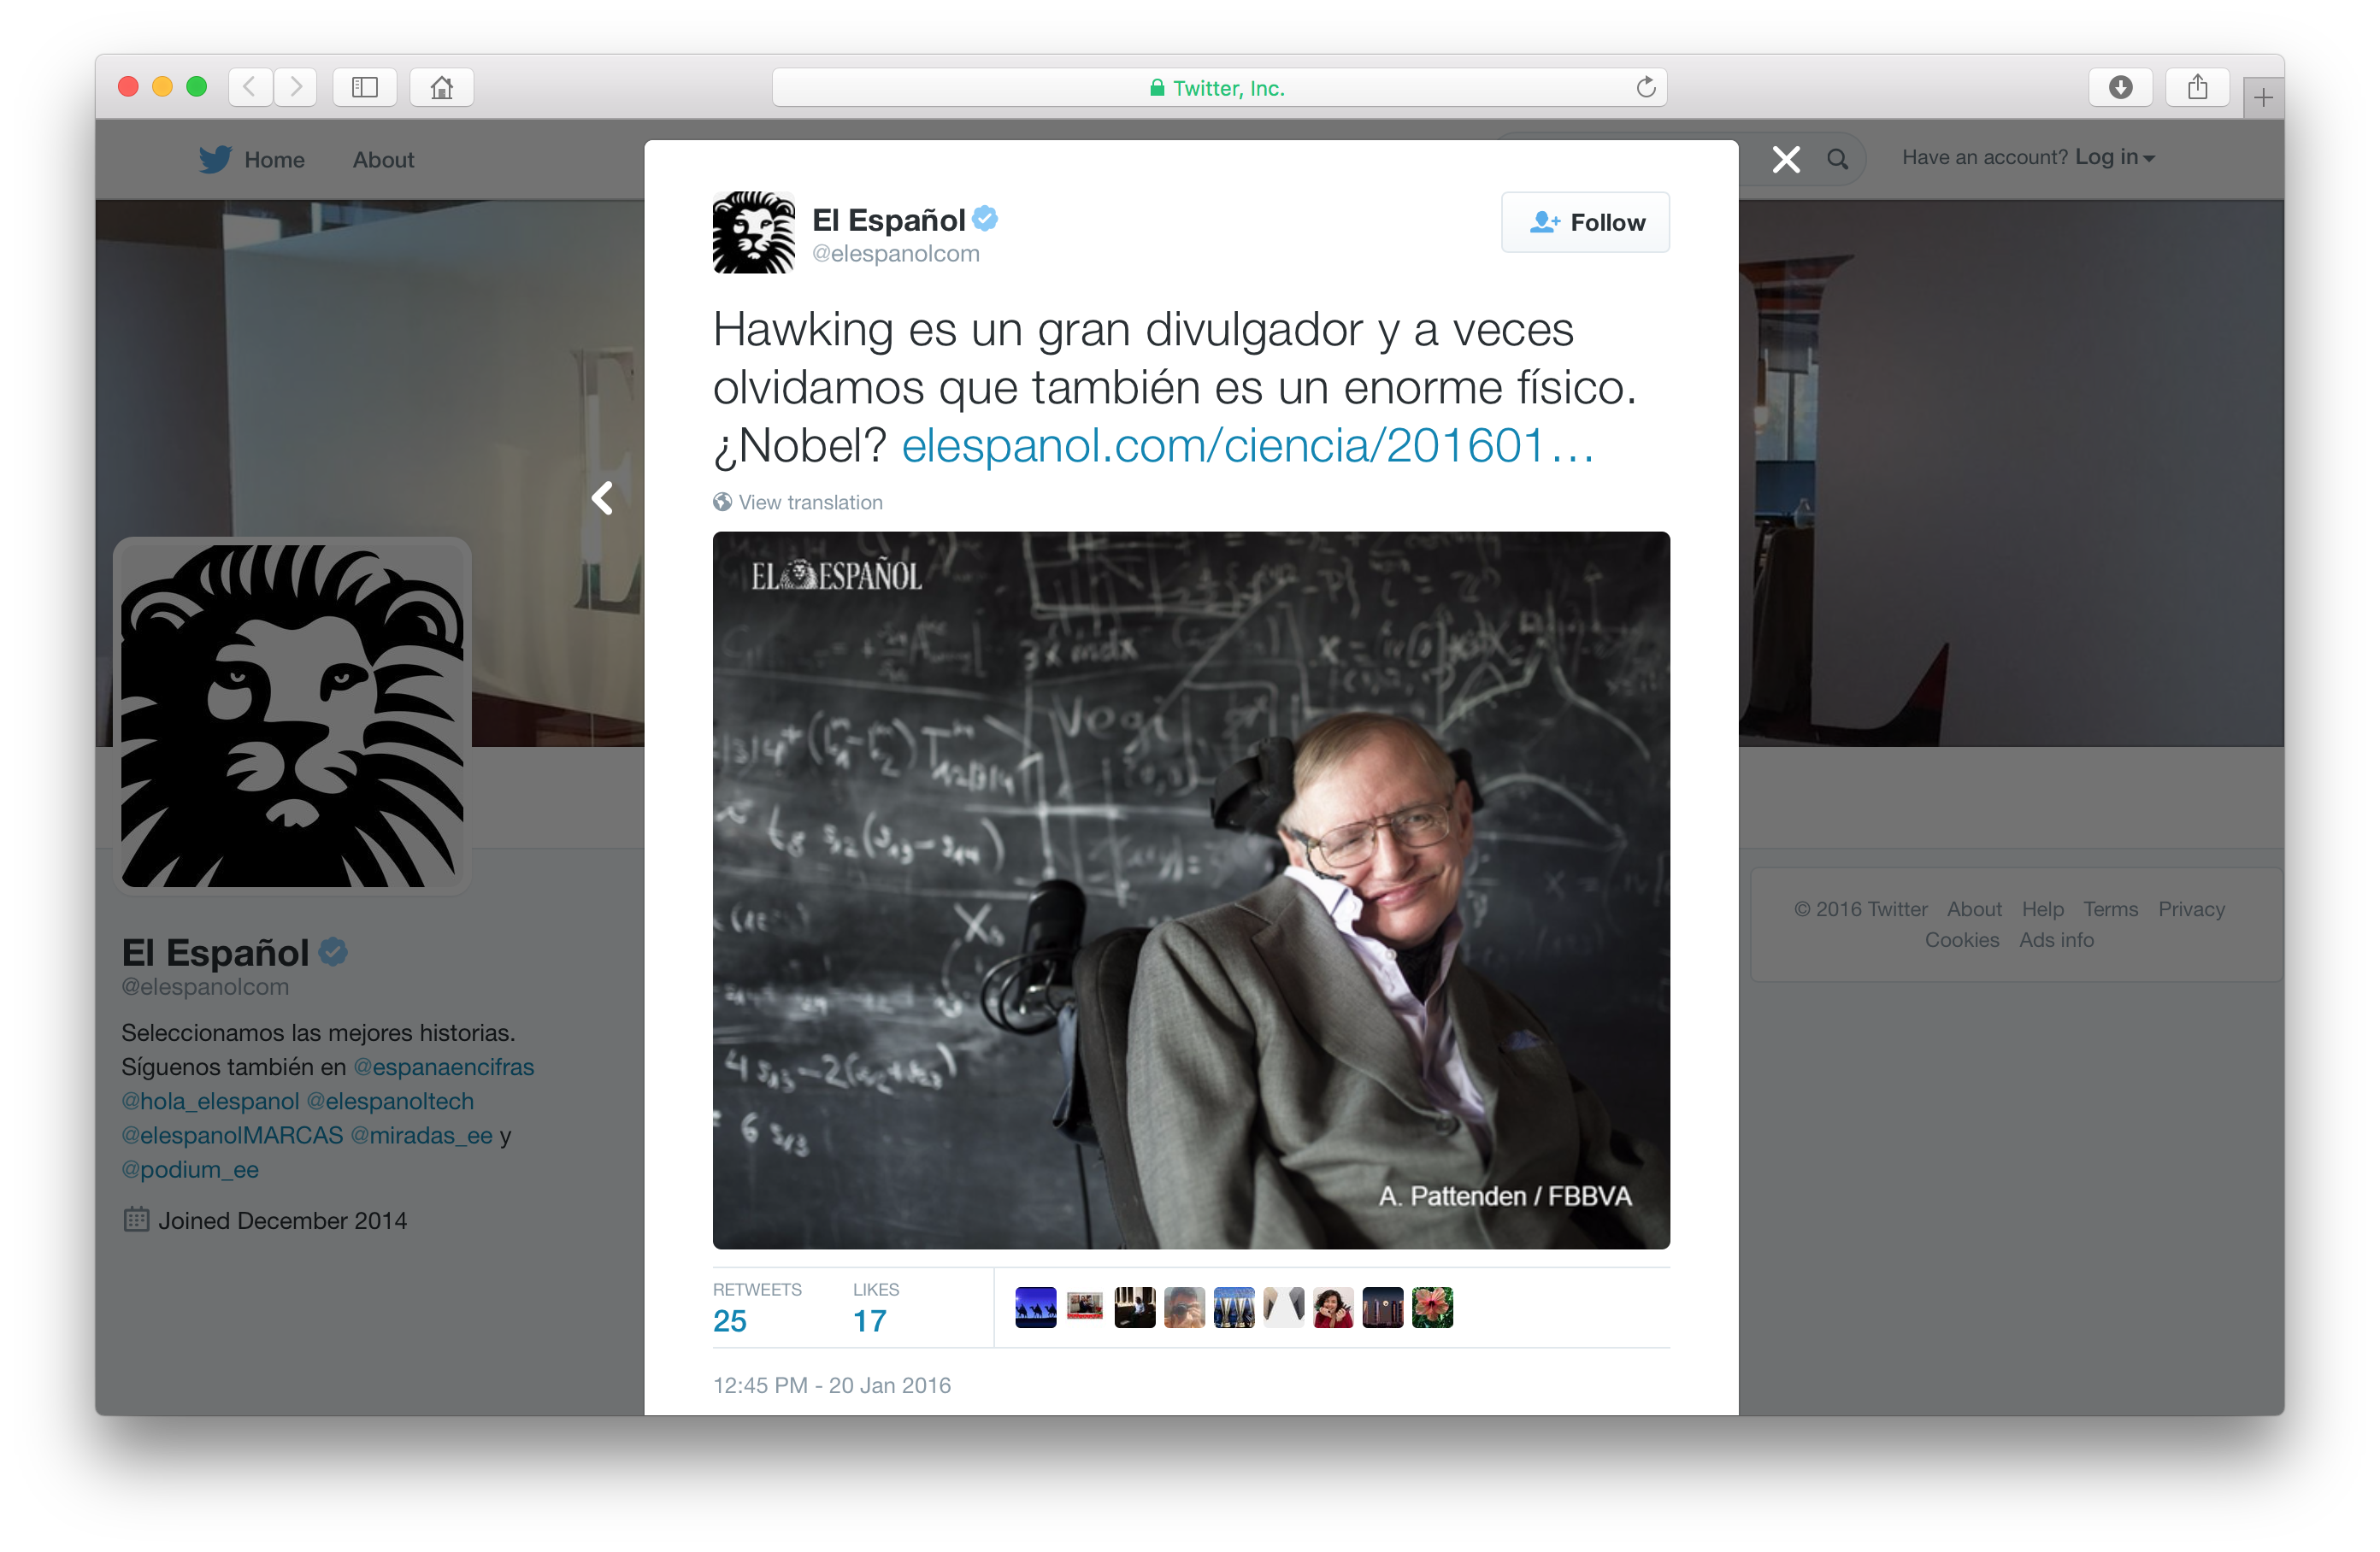 Twitter, Inc.
Home About
Have an account? Log in
El Español
@elespanolcom
Follow
Hawking es un gran divulgador y a veces
olvidamos que también es un enorme físico.
¿Nobel? elespanol.com/ciencia/201601…
View translation
EL ESPAÑOL
A. Pattenden / FBBVA
RETWEETS LIKES
25 17
12:45 PM - 20 Jan 2016
El Español
@elespanolcom
Seleccionamos las mejores historias.
Síguenos también en @espanaencifras
@hola_elespanol @elespanoltech
@elespanolMARCAS @miradas_ee y
@podium_ee
Joined December 2014
© 2016 Twitter About Help Terms Privacy
Cookies Ads info